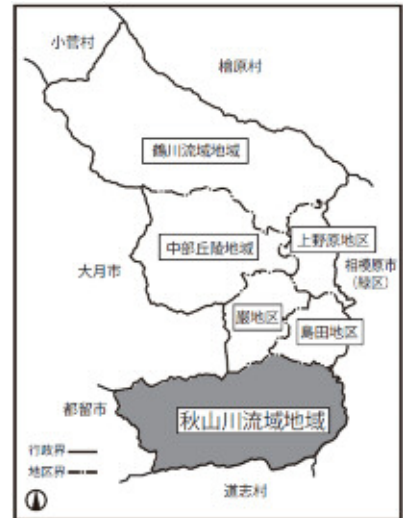 小菅村
檜原村
鶴川流域地域
上野原地区
中部丘陵地域
相模原市
(緑区)
大月市
巌地区
島田地区
都留市
秋山川流域地域
行政界
地区界
道志村